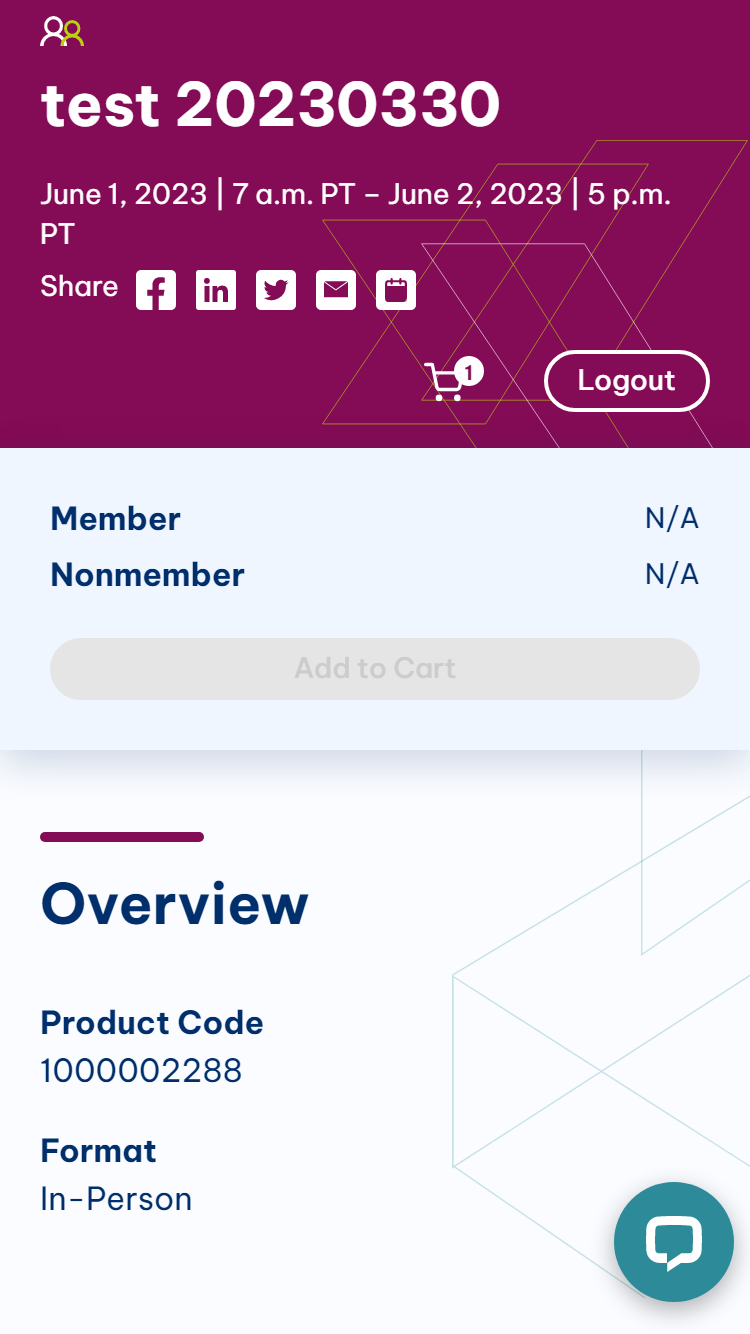 test 20230330
June 1, 2023 | 7 a.m. PT – June 2, 2023 | 5 p.m.
PT
Share
1
Logout
Member N/A
Nonmember N/A
Add to Cart
Overview
Product Code
1000002288
Format
In-Person